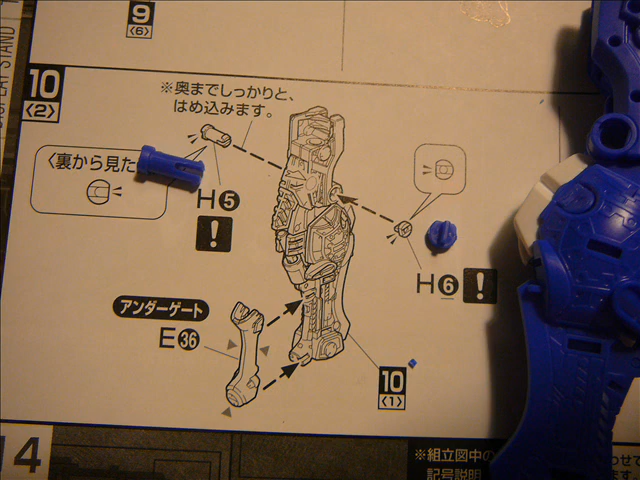 9
〈6〉
10
〈2〉
※奥までしっかりと、
はめ込みます。
〈裏から見た
H5
!
H6 !
アンダーゲート
E36
10
〈1〉
14
※組立図中の
記号説明